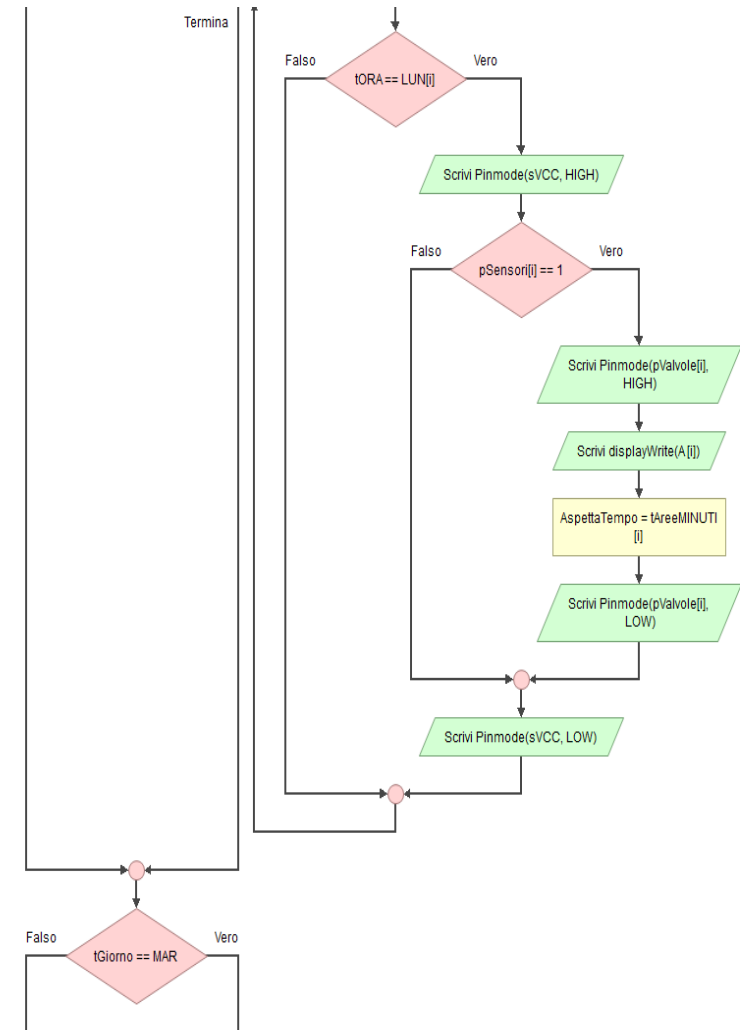 Termina
Falso
Vero
tORA == LUN[i]
Scrivi Pinmode(sVCC, HIGH)
Falso
Vero
pSensori[i] == 1
Scrivi Pinmode(pValvole[i],
HIGH)
Scrivi displayWrite(A[i])
AspettaTempo = tAreeMINUTI
[i]
Scrivi Pinmode(pValvole[i],
LOW)
Scrivi Pinmode(sVCC, LOW)
Falso
Vero
tGiorno == MAR